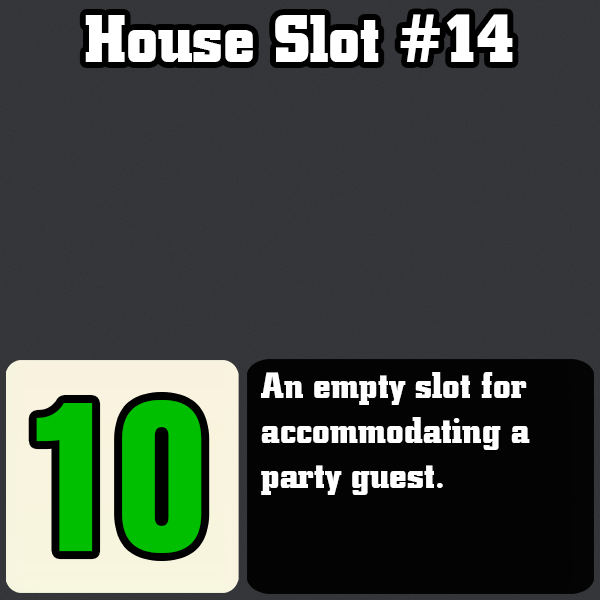 House Slot #14
10
An empty slot for
accommodating a
party guest.